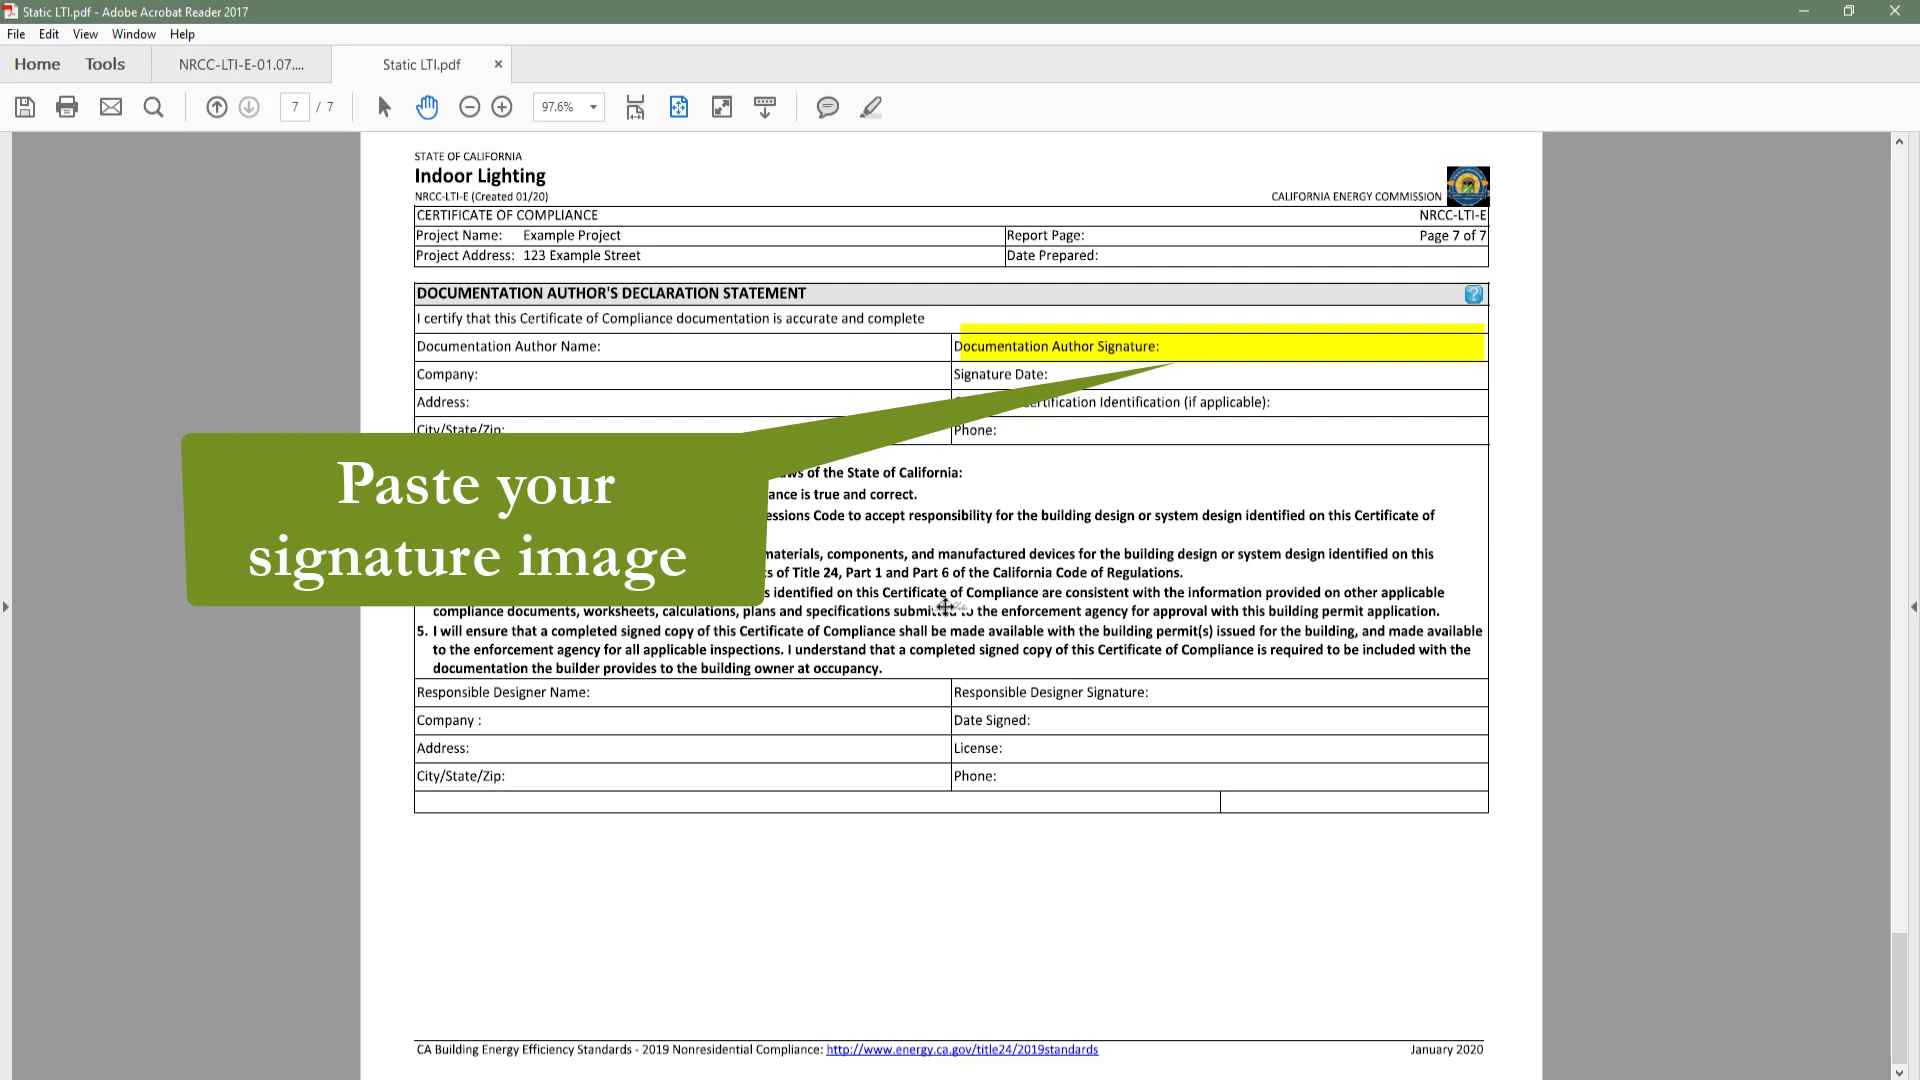 Static LTI.pdf - Adobe Acrobat Reader 2017
File Edit View Window Help
Home Tools NRCC-LTI-E-01.07.... Static LTI.pdf
7 / 7 97.6%
STATE OF CALIFORNIA
Indoor Lighting
NRCC-LTI-E (Created 01/20) CALIFORNIA ENERGY COMMISSION
CERTIFICATE OF COMPLIANCE NRCC-LTI-E
Project Name: Example Project Report Page: Page 7 of 7
Project Address: 123 Example Street Date Prepared:
DOCUMENTATION AUTHOR'S DECLARATION STATEMENT
I certify that this Certificate of Compliance documentation is accurate and complete
Documentation Author Name: Documentation Author Signature:
Company: Signature Date:
Address: Identification (if applicable):
City/State/Zip: Phone:
Paste your
signature image
of the State of California:
is true and correct.
Code to accept responsibility for the building design or system design identified on this Certificate of
materials, components, and manufactured devices for the building design or system design identified on this
of Title 24, Part 1 and Part 6 of the California Code of Regulations.
identified on this Certificate of Compliance are consistent with the information provided on other applicable
compliance documents, worksheets, calculations, plans and specifications the enforcement agency for approval with this building permit application.
5. I will ensure that a completed signed copy of this Certificate of Compliance shall be made available with the building permit(s) issued for the building, and made available
to the enforcement agency for all applicable inspections. I understand that a completed signed copy of this Certificate of Compliance is required to be included with the
documentation the builder provides to the building owner at occupancy.
Responsible Designer Name: Responsible Designer Signature:
Company : Date Signed:
Address: License:
City/State/Zip: Phone:
CA Building Energy Efficiency Standards - 2019 Nonresidential Compliance: http://www.energy.ca.gov/title24/2019standards January 2020